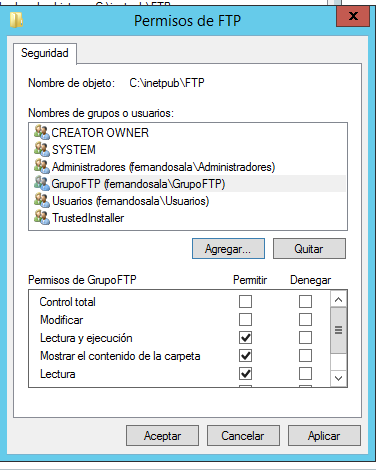 Permisos de FTP
Seguridad
Nombre de objeto: C:\inetpub\FTP
Nombres de grupos o usuarios:
CREATOR OWNER
SYSTEM
Administradores (fernandosala\Administradores)
GrupoFTP (fernandosala\GrupoFTP)
Usuarios (fernandosala\Usuarios)
TrustedInstaller
Agregar... Quitar
Permisos de GrupoFTP Permitir Denegar
Control total
Modificar
Lectura y ejecución
Mostrar el contenido de la carpeta
Lectura
Aceptar Cancelar Aplicar